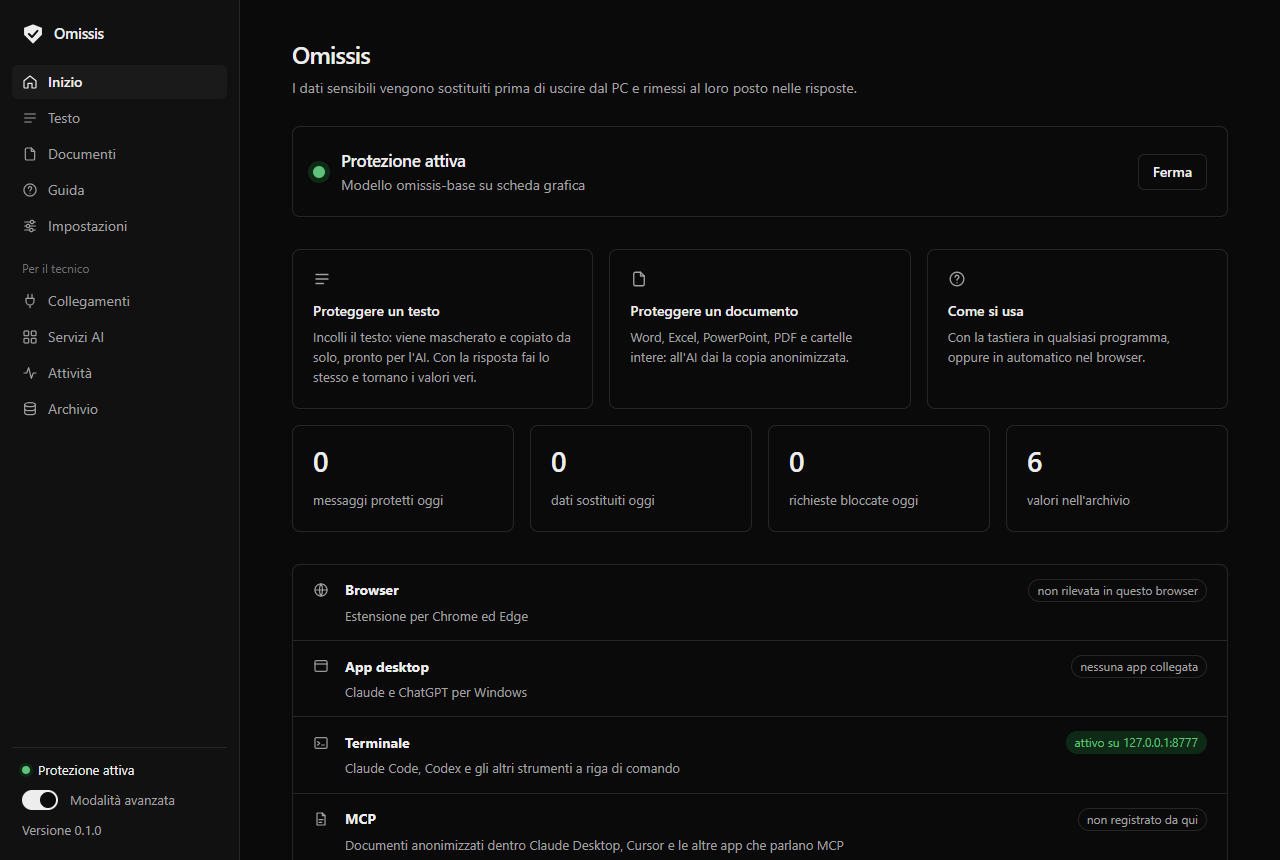 Omissis
Inizio
Testo
Documenti
Guida
Impostazioni
Per il tecnico
Collegamenti
Servizi AI
Attività
Archivio
Protezione attiva
Modalità avanzata
Versione 0.1.0
Omissis
I dati sensibili vengono sostituiti prima di uscire dal PC e rimessi al loro posto nelle risposte.
Protezione attiva
Modello omissis-base su scheda grafica
Ferma
Proteggere un testo
Incolli il testo: viene mascherato e copiato da
solo, pronto per l'AI. Con la risposta fai lo
stesso e tornano i valori veri.
Proteggere un documento
Word, Excel, PowerPoint, PDF e cartelle
intere: all'AI dai la copia anonimizzata.
Come si usa
Con la tastiera in qualsiasi programma,
oppure in automatico nel browser.
0
messaggi protetti oggi
0
dati sostituiti oggi
0
richieste bloccate oggi
6
valori nell'archivio
Browser
non rilevata in questo browser
Estensione per Chrome ed Edge
App desktop
nessuna app collegata
Claude e ChatGPT per Windows
Terminale
attivo su 127.0.0.1:8777
Claude Code, Codex e gli altri strumenti a riga di comando
MCP
non registrato da qui
Documenti anonimizzati dentro Claude Desktop, Cursor e le altre app che parlano MCP